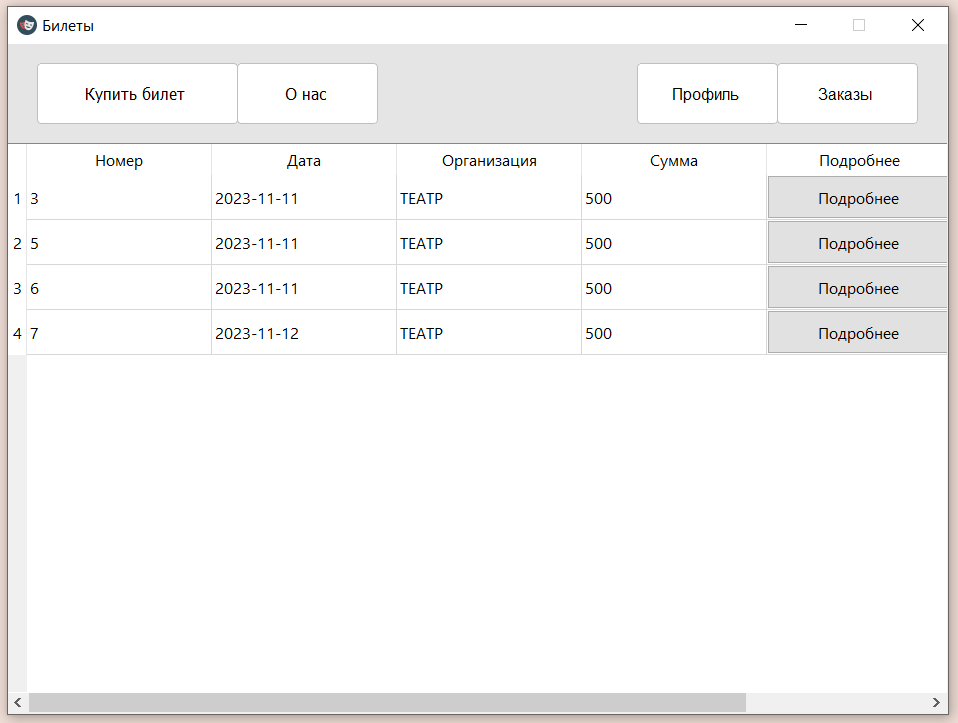 Билеты
Купить билет О нас Профиль Заказы
Номер Дата Организация Сумма Подробнее
1 3 2023-11-11 ТЕАТР 500 Подробнее
2 5 2023-11-11 ТЕАТР 500 Подробнее
3 6 2023-11-11 ТЕАТР 500 Подробнее
4 7 2023-11-12 ТЕАТР 500 Подробнее